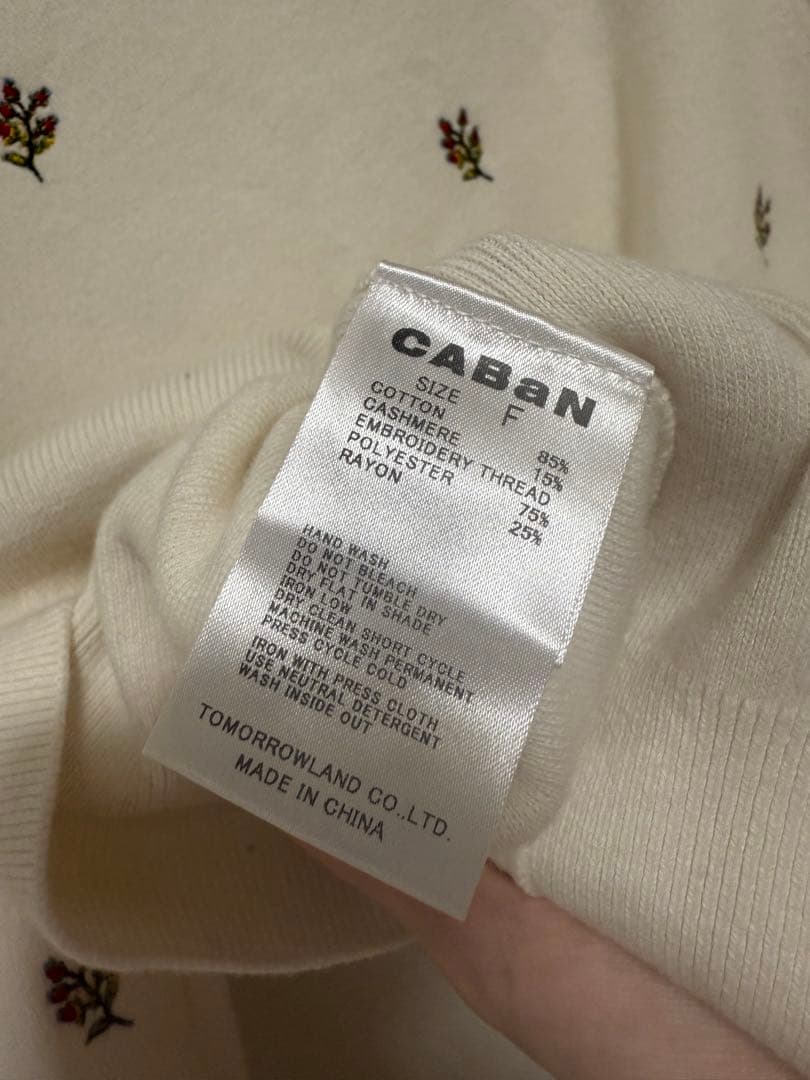 CABaN
SIZE F
COTTON 85%
CASHMERE 15%
EMBROIDERY THREAD
POLYESTER 75%
RAYON 25%
HAND WASH
DO NOT BLEACH
DO NOT TUMBLE DRY
DRY FLAT IN SHADE
IRON LOW
DRY CLEAN SHORT CYCLE
MACHINE WASH PERMANENT
PRESS CYCLE COLD
IRON WITH PRESS CLOTH
USE NEUTRAL DETERGENT
WASH INSIDE OUT
TOMORROWLAND CO.,LTD.
MADE IN CHINA